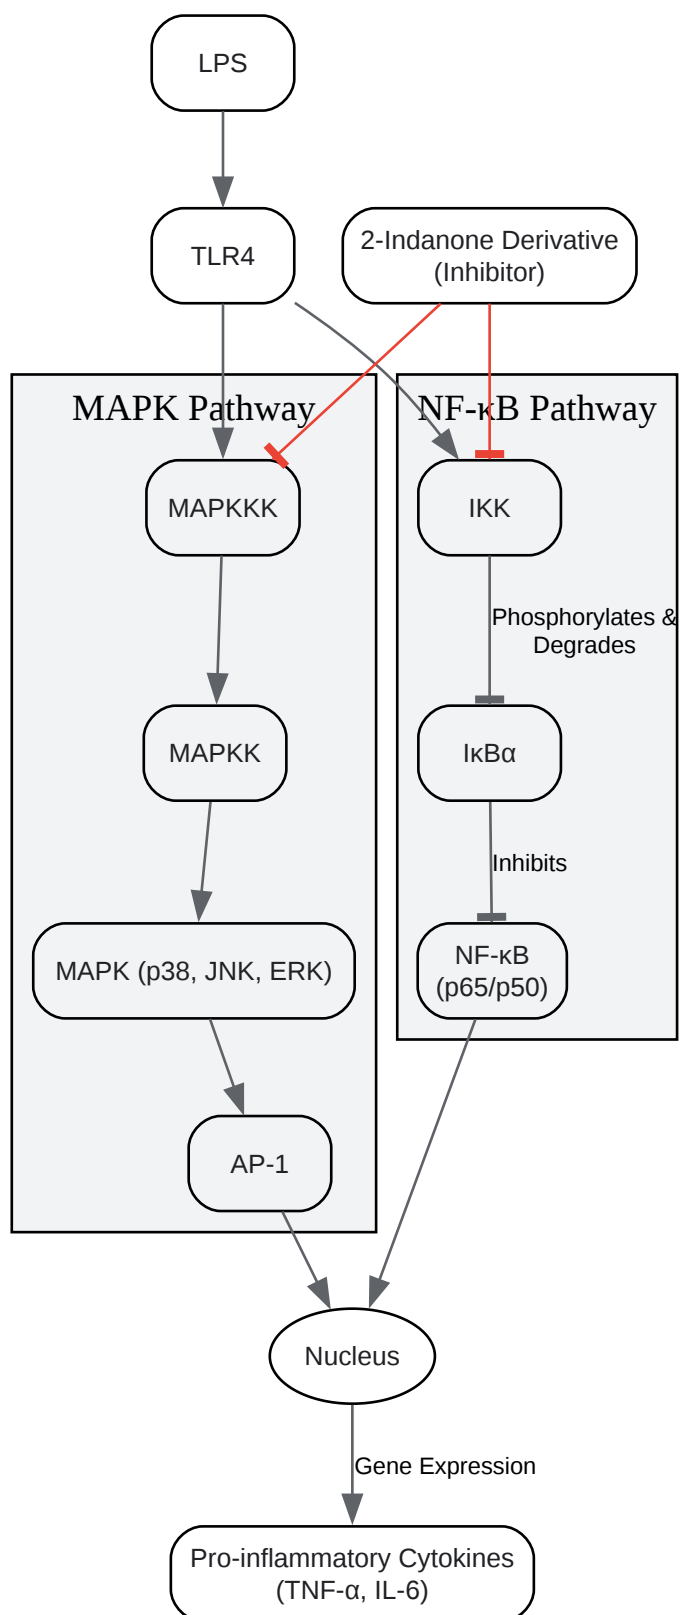 LPS
TLR4
2-Indanone Derivative
(Inhibitor)
MAPK Pathway
NF-κB Pathway
MAPKKK
IKK
Phosphorylates &
Degrades
MAPKK
IκBα
Inhibits
MAPK (p38, JNK, ERK)
NF-κB
(p65/p50)
AP-1
Nucleus
Gene Expression
Pro-inflammatory Cytokines
(TNF-α, IL-6)